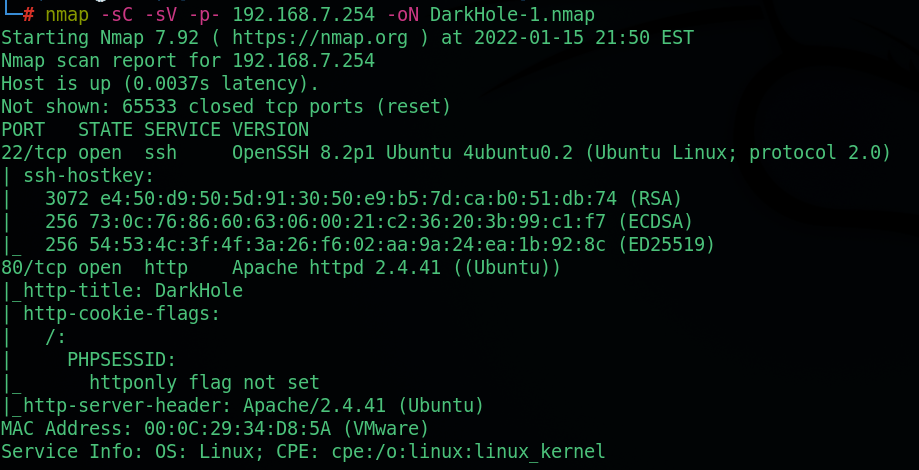 └─# nmap -sC -sV -p- 192.168.7.254 -oN DarkHole-1.nmap
Starting Nmap 7.92 ( https://nmap.org ) at 2022-01-15 21:50 EST
Nmap scan report for 192.168.7.254
Host is up (0.0037s latency).
Not shown: 65533 closed tcp ports (reset)
PORT   STATE SERVICE VERSION
22/tcp open  ssh     OpenSSH 8.2p1 Ubuntu 4ubuntu0.2 (Ubuntu Linux; protocol 2.0)
| ssh-hostkey:
|   3072 e4:50:d9:50:5d:91:30:50:e9:b5:7d:ca:b0:51:db:74 (RSA)
|   256 73:0c:76:86:60:63:06:00:21:c2:36:20:3b:99:c1:f7 (ECDSA)
|_  256 54:53:4c:3f:4f:3a:26:f6:02:aa:9a:24:ea:1b:92:8c (ED25519)
80/tcp open  http    Apache httpd 2.4.41 ((Ubuntu))
|_http-title: DarkHole
| http-cookie-flags:
|   /:
|     PHPSESSID:
|_      httponly flag not set
|_http-server-header: Apache/2.4.41 (Ubuntu)
MAC Address: 00:0C:29:34:D8:5A (VMware)
Service Info: OS: Linux; CPE: cpe:/o:linux:linux_kernel